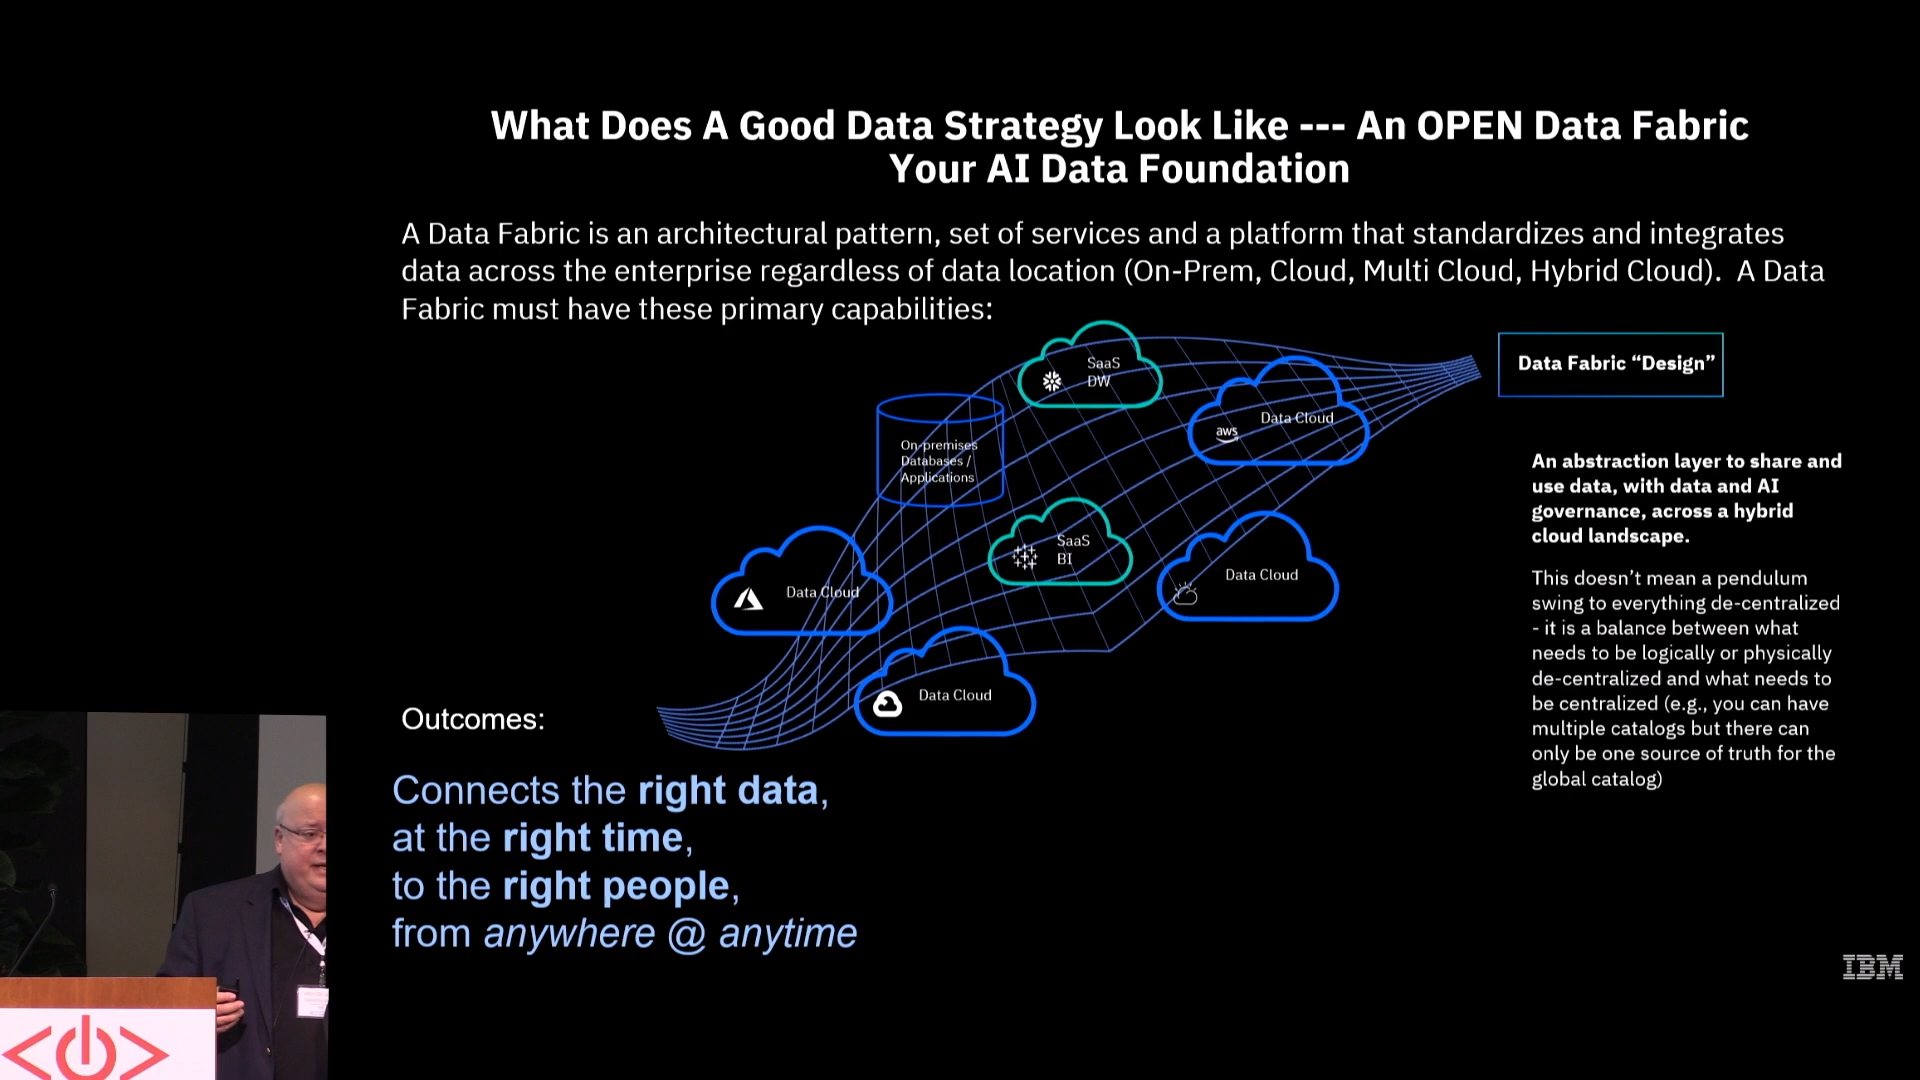 What Does A Good Data Strategy Look Like --- An OPEN Data Fabric
Your AI Data Foundation
A Data Fabric is an architectural pattern, set of services and a platform that standardizes and integrates
data across the enterprise regardless of data location (On-Prem, Cloud, Multi Cloud, Hybrid Cloud).  A Data
Fabric must have these primary capabilities:
SaaS
DW
Data Fabric “Design”
aws
Data Cloud
On-premises
Databases /
Applications
SaaS
BI
Data Cloud
Data Cloud
Data Cloud
An abstraction layer to share and
use data, with data and AI
governance, across a hybrid
cloud landscape.
This doesn’t mean a pendulum
swing to everything de-centralized
- it is a balance between what
needs to be logically or physically
de-centralized and what needs to
be centralized (e.g., you can have
multiple catalogs but there can
only be one source of truth for the
global catalog)
Outcomes:
Connects the right data,
at the right time,
to the right people,
from anywhere @ anytime
IBM